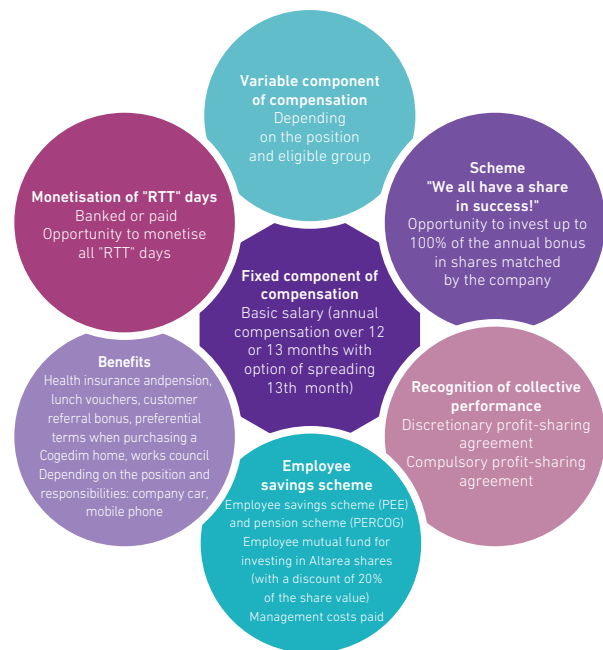 Variable component
of compensation
Depending
on the position
and eligible group
Monetisation of "RTT" days
Banked or paid
Opportunity to monetise
all "RTT" days
Scheme
"We all have a share
in success!"
Opportunity to invest up to
100% of the annual bonus
in shares matched
by the company
Fixed component of
compensation
Basic salary (annual
compensation over 12
or 13 months with
option of spreading
13th month)
Benefits
Health insurance andpension,
lunch vouchers, customer
referral bonus, preferential
terms when purchasing a
Cogedim home, works council
Depending on the position and
responsibilities: company car,
mobile phone
Recognition of collective
performance
Discretionary profit-sharing
agreement
Compulsory profit-sharing
agreement
Employee
savings scheme
Employee savings scheme (PEE)
and pension scheme (PERCOG)
Employee mutual fund for
investing in Altarea shares
(with a discount of 20%
of the share value)
Management costs paid